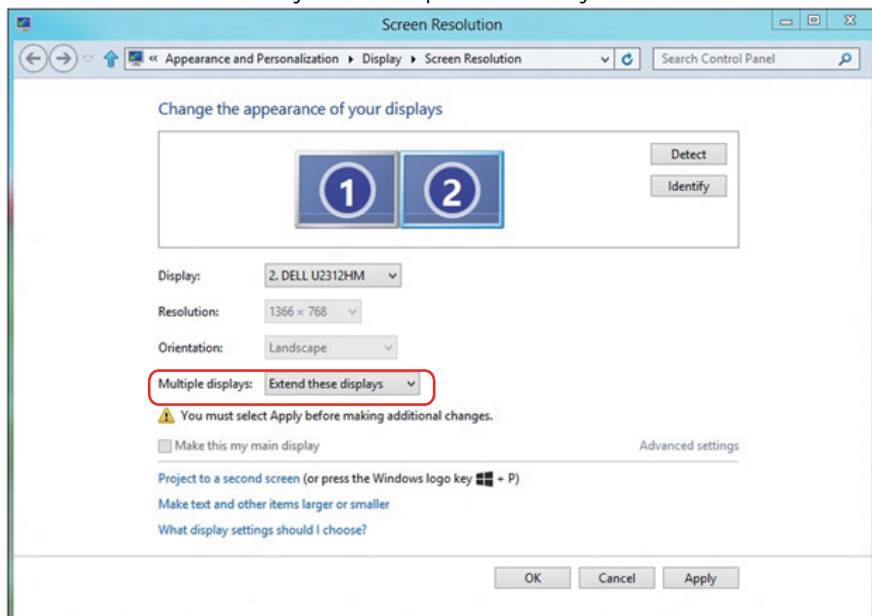 Screen Resolution
« Appearance and Personalization ▸ Display ▸ Screen Resolution
Search Control Panel
Change the appearance of your displays
1 2
Detect
Identify
Display: 2. DELL U2312HM
Resolution: 1366 × 768
Orientation: Landscape
Multiple displays: Extend these displays
You must select Apply before making additional changes.
Make this my main display Advanced settings
Project to a second screen (or press the Windows logo key + P)
Make text and other items larger or smaller
What display settings should I choose?
OK Cancel Apply